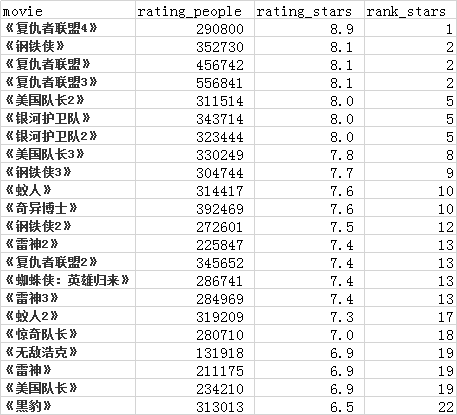 movie rating_people rating_stars rank_stars
《复仇者联盟4》 290800 8.9 1
《钢铁侠》 352730 8.1 2
《复仇者联盟》 456742 8.1 2
《复仇者联盟3》 556841 8.1 2
《美国队长2》 311514 8.0 5
《银河护卫队》 343714 8.0 5
《银河护卫队2》 323444 8.0 5
《美国队长3》 330249 7.8 8
《钢铁侠3》 304744 7.7 9
《蚁人》 314417 7.6 10
《奇异博士》 392469 7.6 10
《钢铁侠2》 272601 7.5 12
《雷神2》 225847 7.4 13
《复仇者联盟2》 345652 7.4 13
《蜘蛛侠：英雄归来》 286741 7.4 13
《雷神3》 284969 7.4 13
《蚁人2》 319209 7.3 17
《惊奇队长》 280710 7.0 18
《无敌浩克》 131918 6.9 19
《雷神》 211175 6.9 19
《美国队长》 234210 6.9 19
《黑豹》 313013 6.5 22